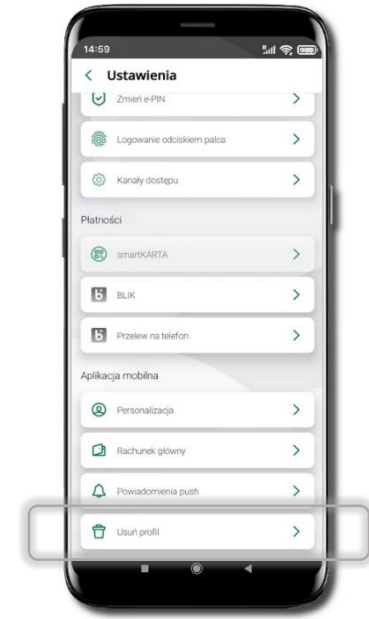 14:59
Ustawienia
Zmień e-PIN
Logowanie odciskiem palca
Kanały dostępu
Płatności
smartKARTA
BLIK
Przelew na telefon
Aplikacja mobilna
Personalizacja
Rachunek główny
Powiadomienia push
Usuń profil